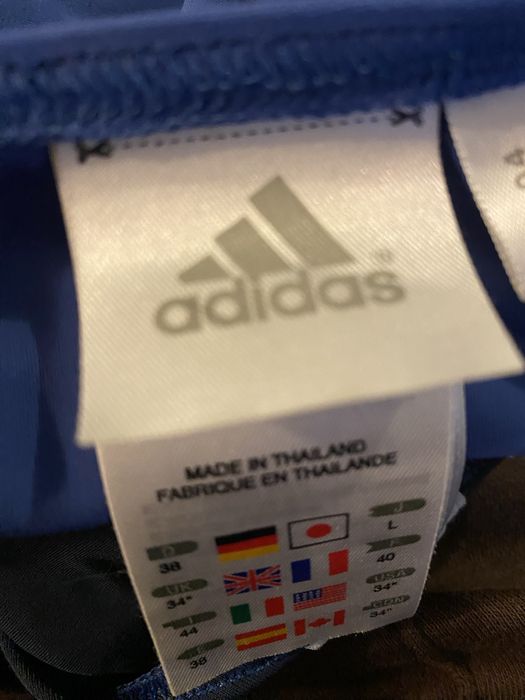 adidas
MADE IN THAILAND
FABRIQUE EN THAILANDE
D J
38 L
UK F
34" 40
I USA
44 34"
E CDN
38 34"